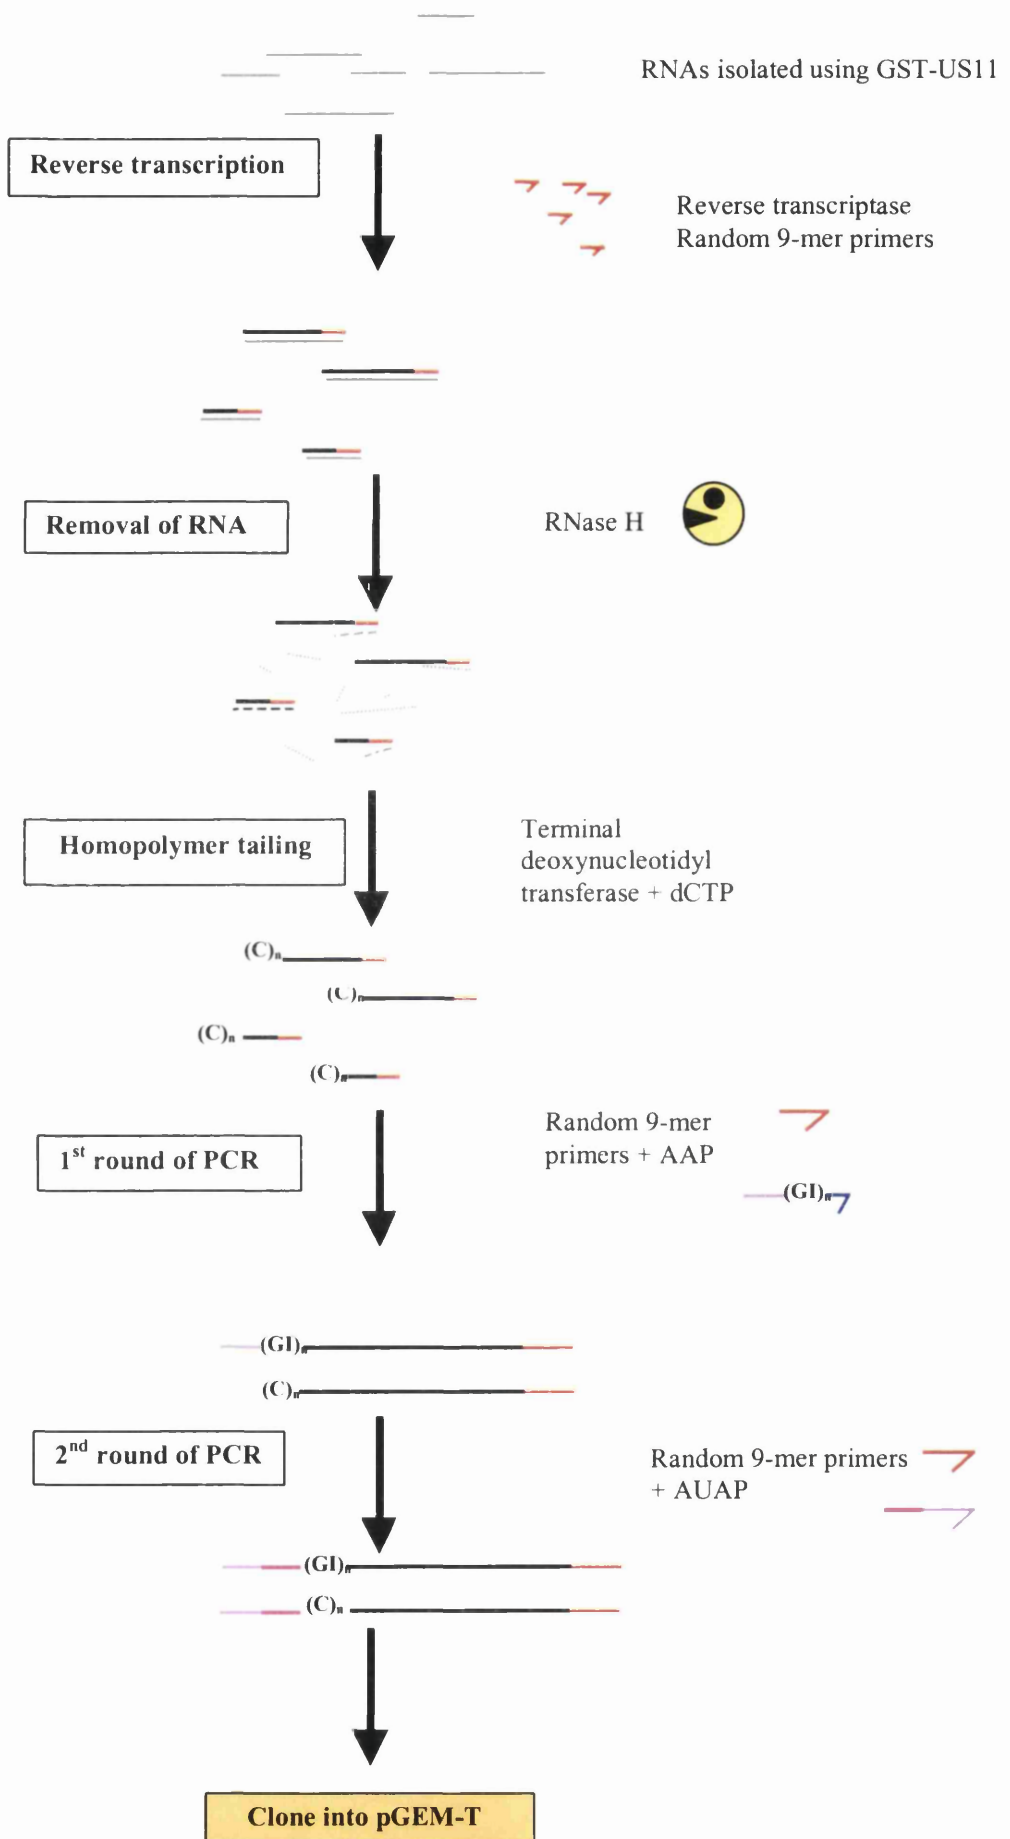 RNAs isolated using GST-US11
Reverse transcription
Reverse transcriptase
Random 9-mer primers
Removal of RNA
RNase H
Homopolymer tailing
Terminal
deoxynucleotidyl
transferase + dCTP
(C)n
(C)n
(C)n
(C)n
1st round of PCR
Random 9-mer
primers + AAP
(GI)n
(GI)n
(C)n
2nd round of PCR
Random 9-mer primers
+ AUAP
(GI)n
(C)n
Clone into pGEM-T